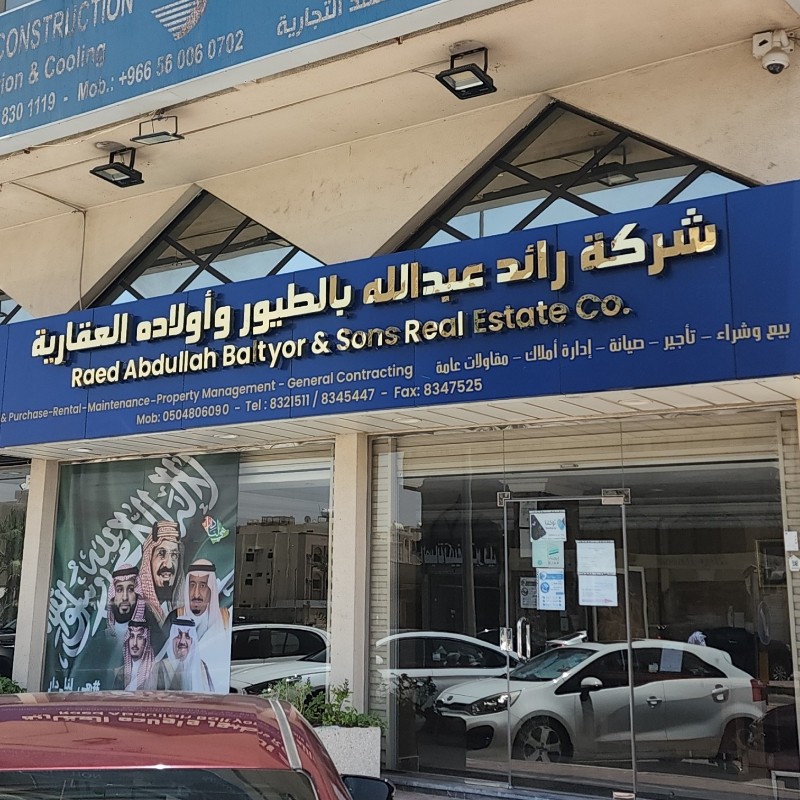 CONSTRUCTION
التجارية
ion & Cooling
830 1119 - Mob.: +966 56 006 0702
شركة رائد عبدالله بالطيور وأولاده العقارية
Raed Abdullah Baltyor & Sons Real Estate Co.
بيع وشراء - تأجير - صيانة - إدارة أملاك - مقاولات عامة
& Purchase-Rental-Maintenance-Property Management - General Contracting
Mob: 0504806090 - Tel : 8321511 / 8345447 - Fax: 8347525